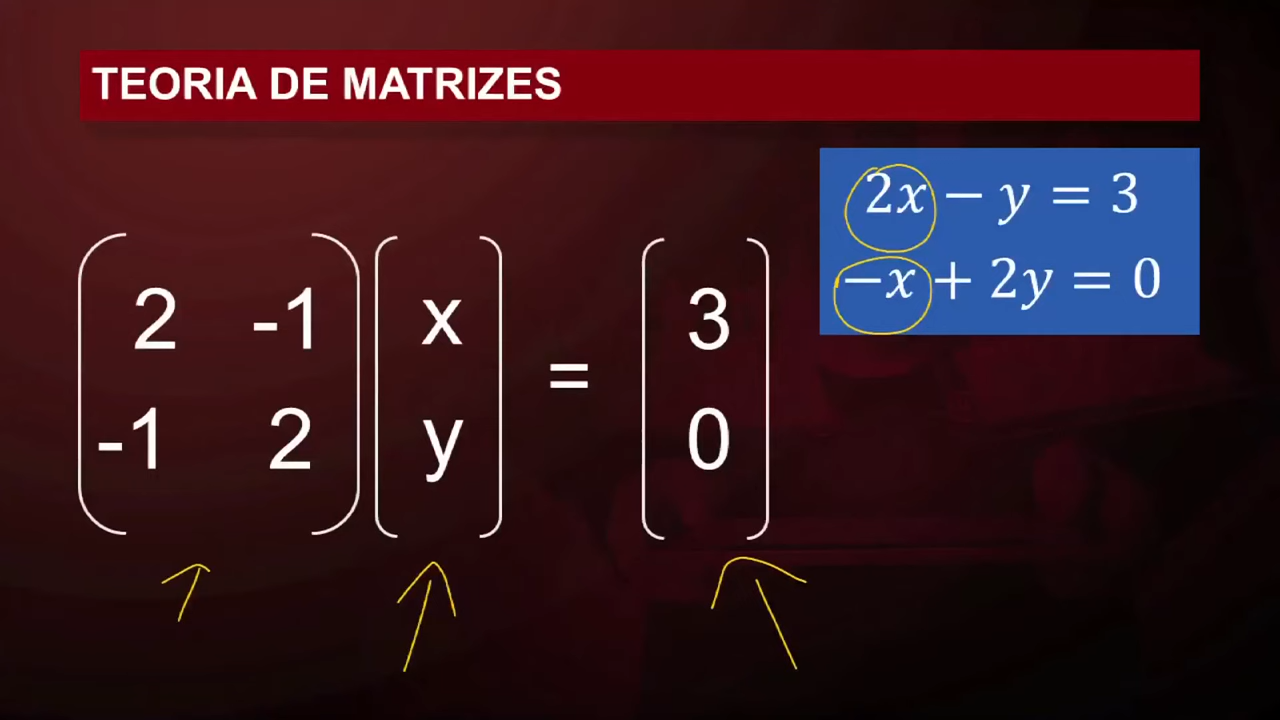 TEORIA DE MATRIZES
2x − y = 3
−x + 2y = 0
2 -1 x = 3
-1 2 y 0